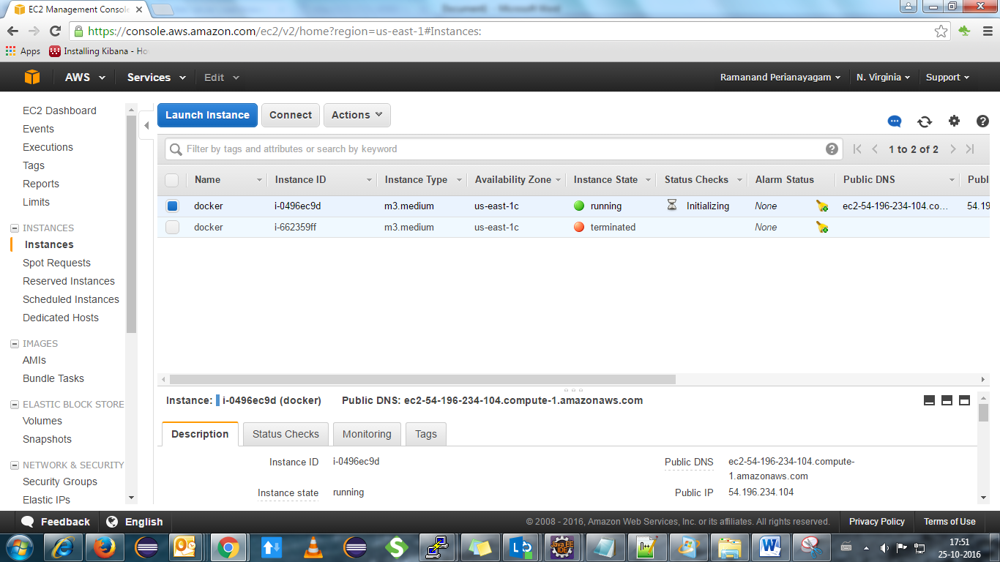 EC2 Management Console
Document1 - Microsoft Word
https://console.aws.amazon.com/ec2/v2/home?region=us-east-1#Instances:
Apps Installing Kibana - Ho
AWS Services Edit Ramanand Perianayagam N. Virginia Support
EC2 Dashboard
Events
Executions
Tags
Reports
Limits
INSTANCES
Instances
Spot Requests
Reserved Instances
Scheduled Instances
Dedicated Hosts
IMAGES
AMIs
Bundle Tasks
ELASTIC BLOCK STORE
Volumes
Snapshots
NETWORK & SECURITY
Security Groups
Elastic IPs
Launch Instance Connect Actions
Filter by tags and attributes or search by keyword 1 to 2 of 2
Name Instance ID Instance Type Availability Zone Instance State Status Checks Alarm Status Public DNS Publ
docker i-0496ec9d m3.medium us-east-1c running Initializing None ec2-54-196-234-104.co... 54.19
docker i-662359ff m3.medium us-east-1c terminated None
Instance: i-0496ec9d (docker) Public DNS: ec2-54-196-234-104.compute-1.amazonaws.com
Description Status Checks Monitoring Tags
Instance ID i-0496ec9d Public DNS ec2-54-196-234-104.compute-
1.amazonaws.com
Instance state running Public IP 54.196.234.104
Feedback English © 2008 - 2016, Amazon Web Services, Inc. or its affiliates. All rights reserved. Privacy Policy Terms of Use
Java EE
IDE
17:51
25-10-2016